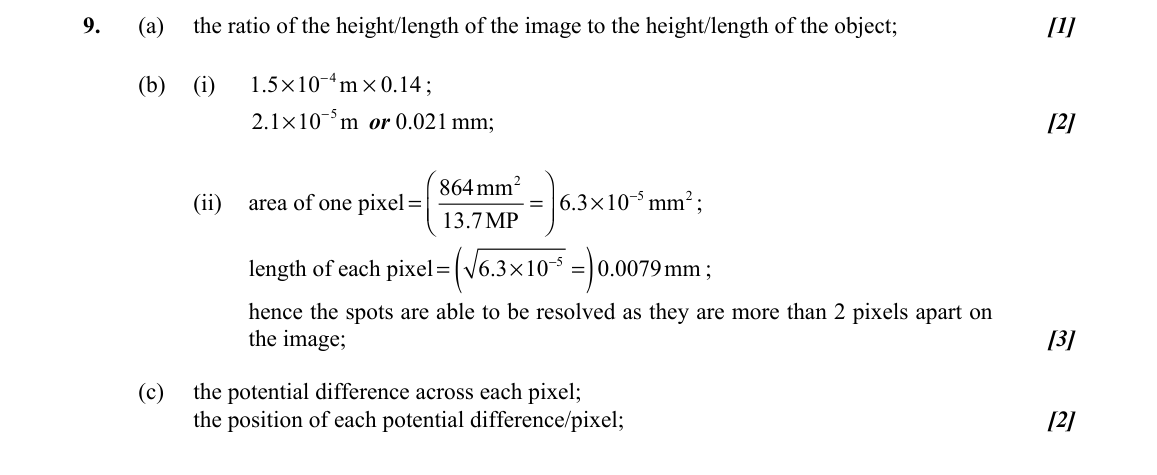 9. (a) the ratio of the height/length of the image to the height/length of the object; [1]
(b) (i) 1.5×10⁻⁴ m × 0.14 ;
2.1×10⁻⁵ m or 0.021 mm; [2]
(ii) area of one pixel = (864 mm²/13.7 MP =) 6.3×10⁻⁵ mm² ;
length of each pixel = (√6.3×10⁻⁵ =) 0.0079 mm ;
hence the spots are able to be resolved as they are more than 2 pixels apart on
the image; [3]
(c) the potential difference across each pixel;
the position of each potential difference/pixel; [2]